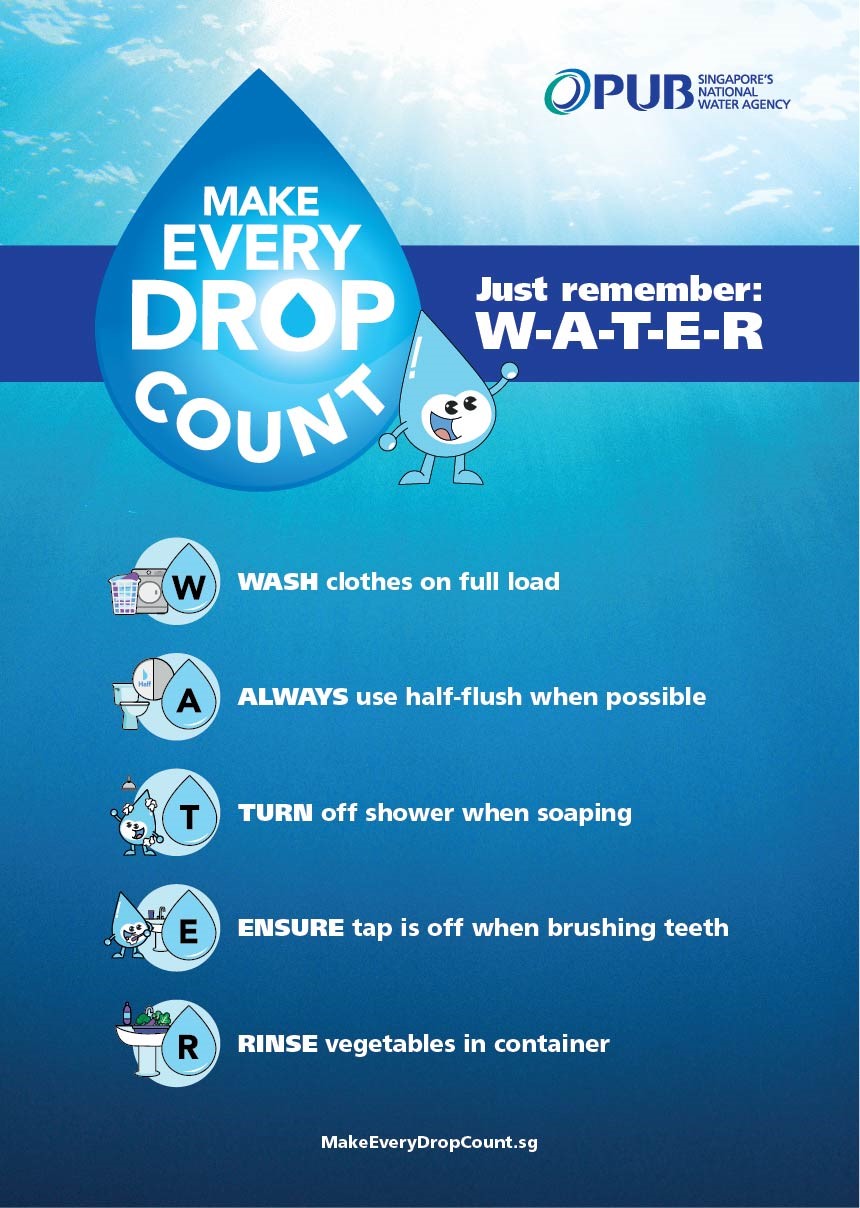 PUB SINGAPORE'S
NATIONAL
WATER AGENCY
MAKE
EVERY
DROP
COUNT
Just remember:
W-A-T-E-R
W WASH clothes on full load
Half
A ALWAYS use half-flush when possible
T TURN off shower when soaping
E ENSURE tap is off when brushing teeth
R RINSE vegetables in container
MakeEveryDropCount.sg